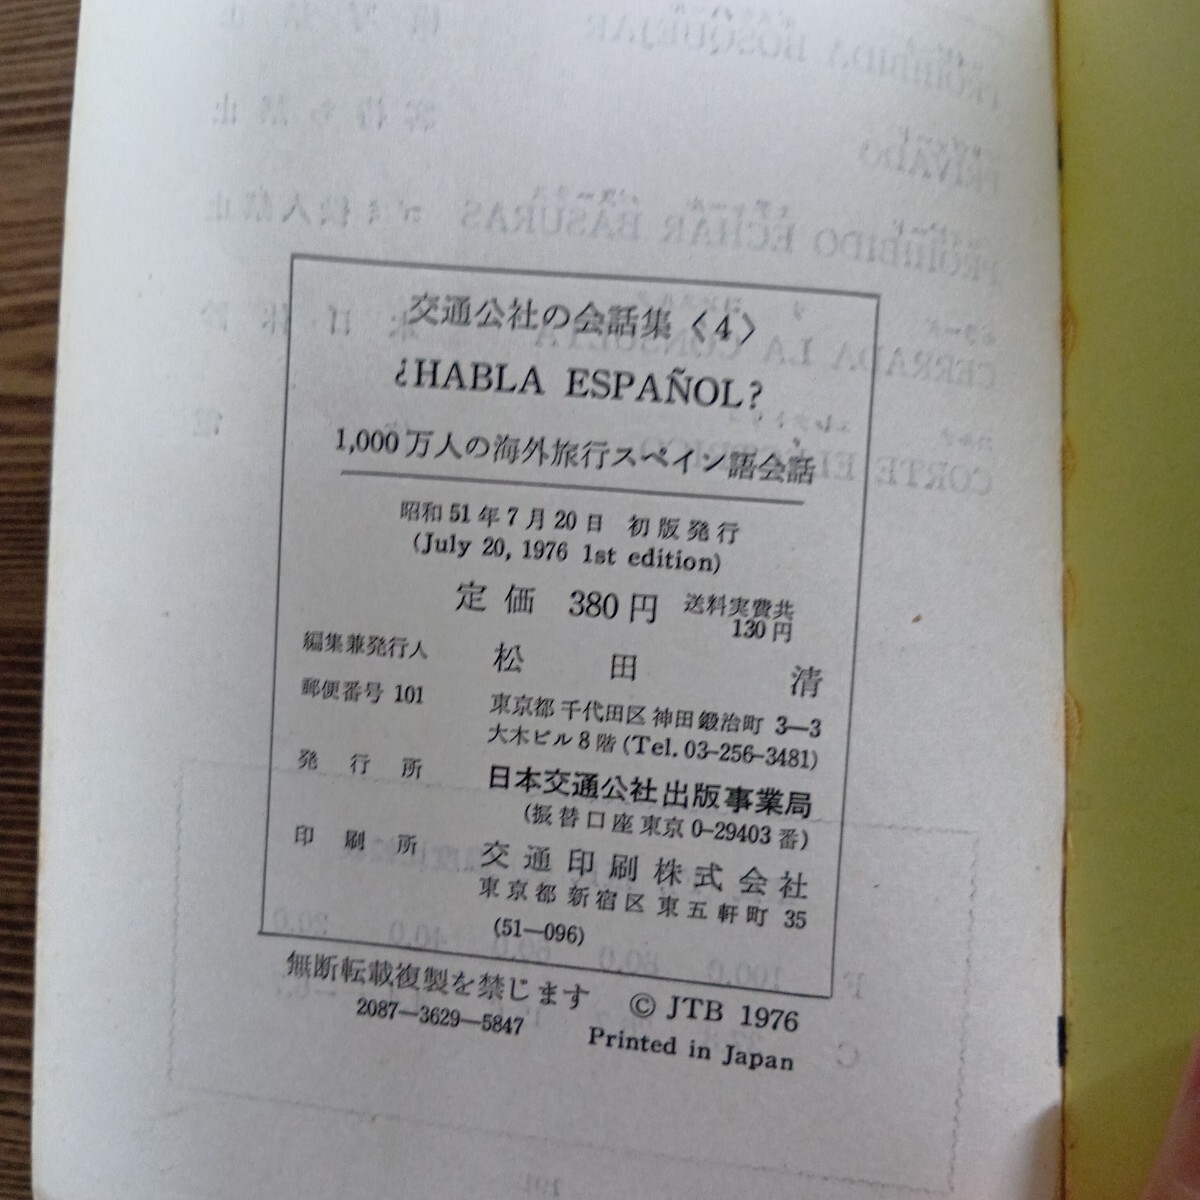 交通公社の会話集〈4〉
¿HABLA ESPAÑOL?
1,000万人の海外旅行スペイン語会話
昭和51年7月20日 初版発行
(July 20, 1976 1st edition)
定価 380円 送料実費共 130円
編集兼発行人 松田 清
郵便番号 101 東京都千代田区神田鍛治町 3—3
大木ビル8階 (Tel. 03-256-3481)
発行所 日本交通公社出版事業局
(振替口座東京0-29403番)
印刷所 交通印刷株式会社
東京都新宿区東五軒町 35
(51—096)
無断転載複製を禁じます © JTB 1976
2087—3629—5847 Printed in Japan